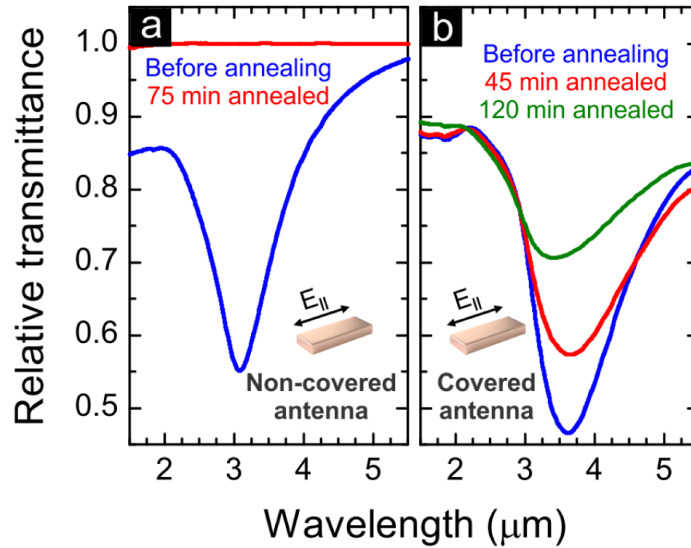 a
Before annealing
75 min annealed
E||
Non-covered
antenna
b
Before annealing
45 min annealed
120 min annealed
E||
Covered
antenna
1.0
0.9
0.8
0.7
0.6
0.5
Relative transmittance
2 3 4 5
2 3 4 5
Wavelength (μm)